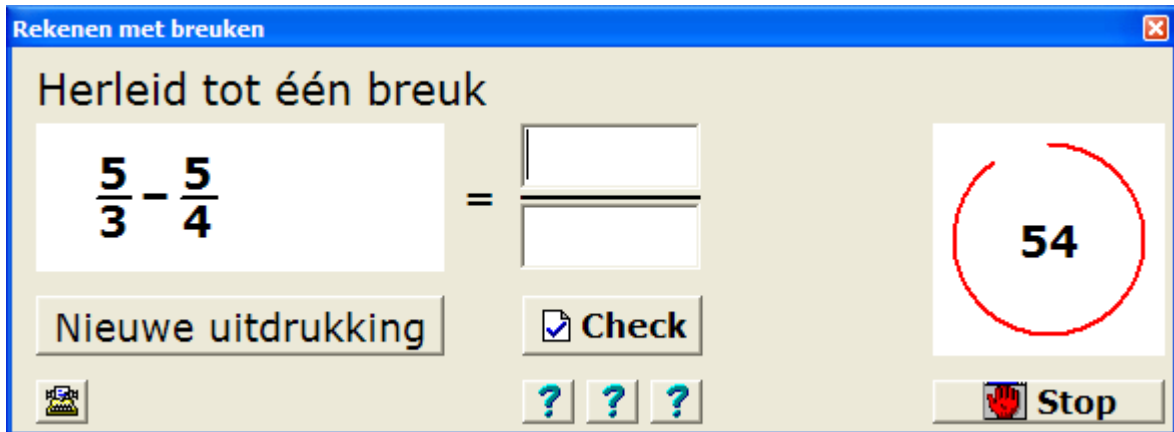 Rekenen met breuken
Herleid tot één breuk
5/3 - 5/4 =
54
Nieuwe uitdrukking
Check
? ? ?
Stop